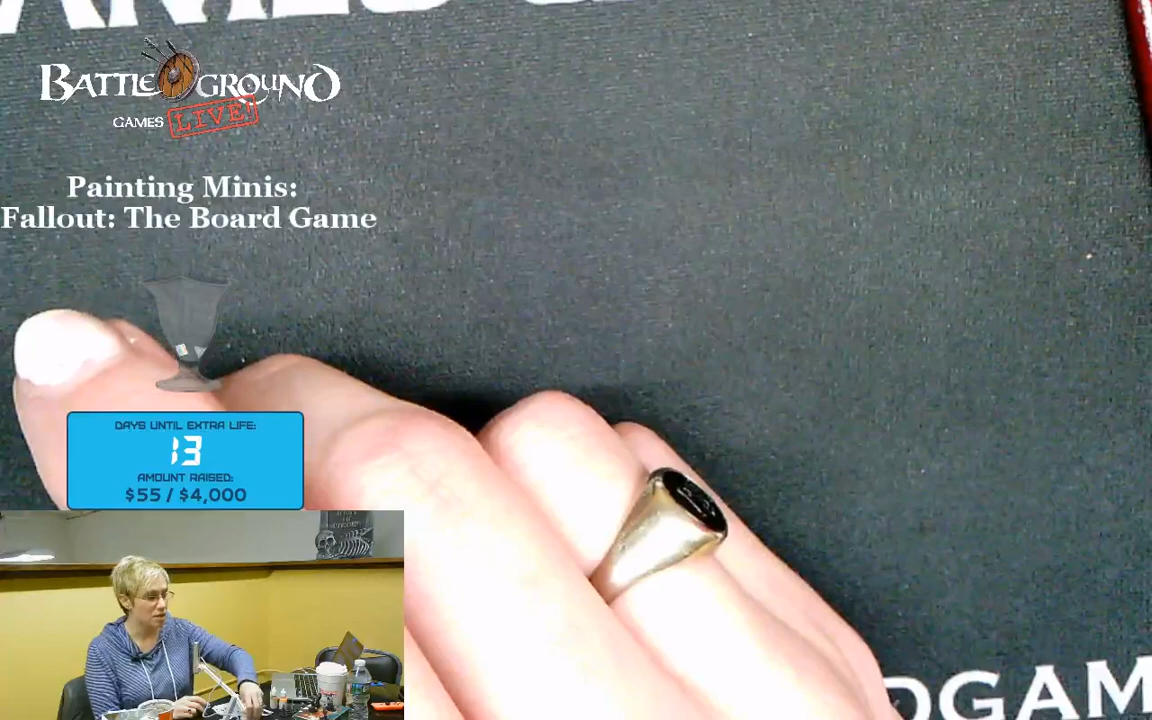 BATTLEGROUND
GAMES LIVE!
Painting Minis:
Fallout: The Board Game
DAYS UNTIL EXTRA LIFE:
13
AMOUNT RAISED:
$55 / $4,000